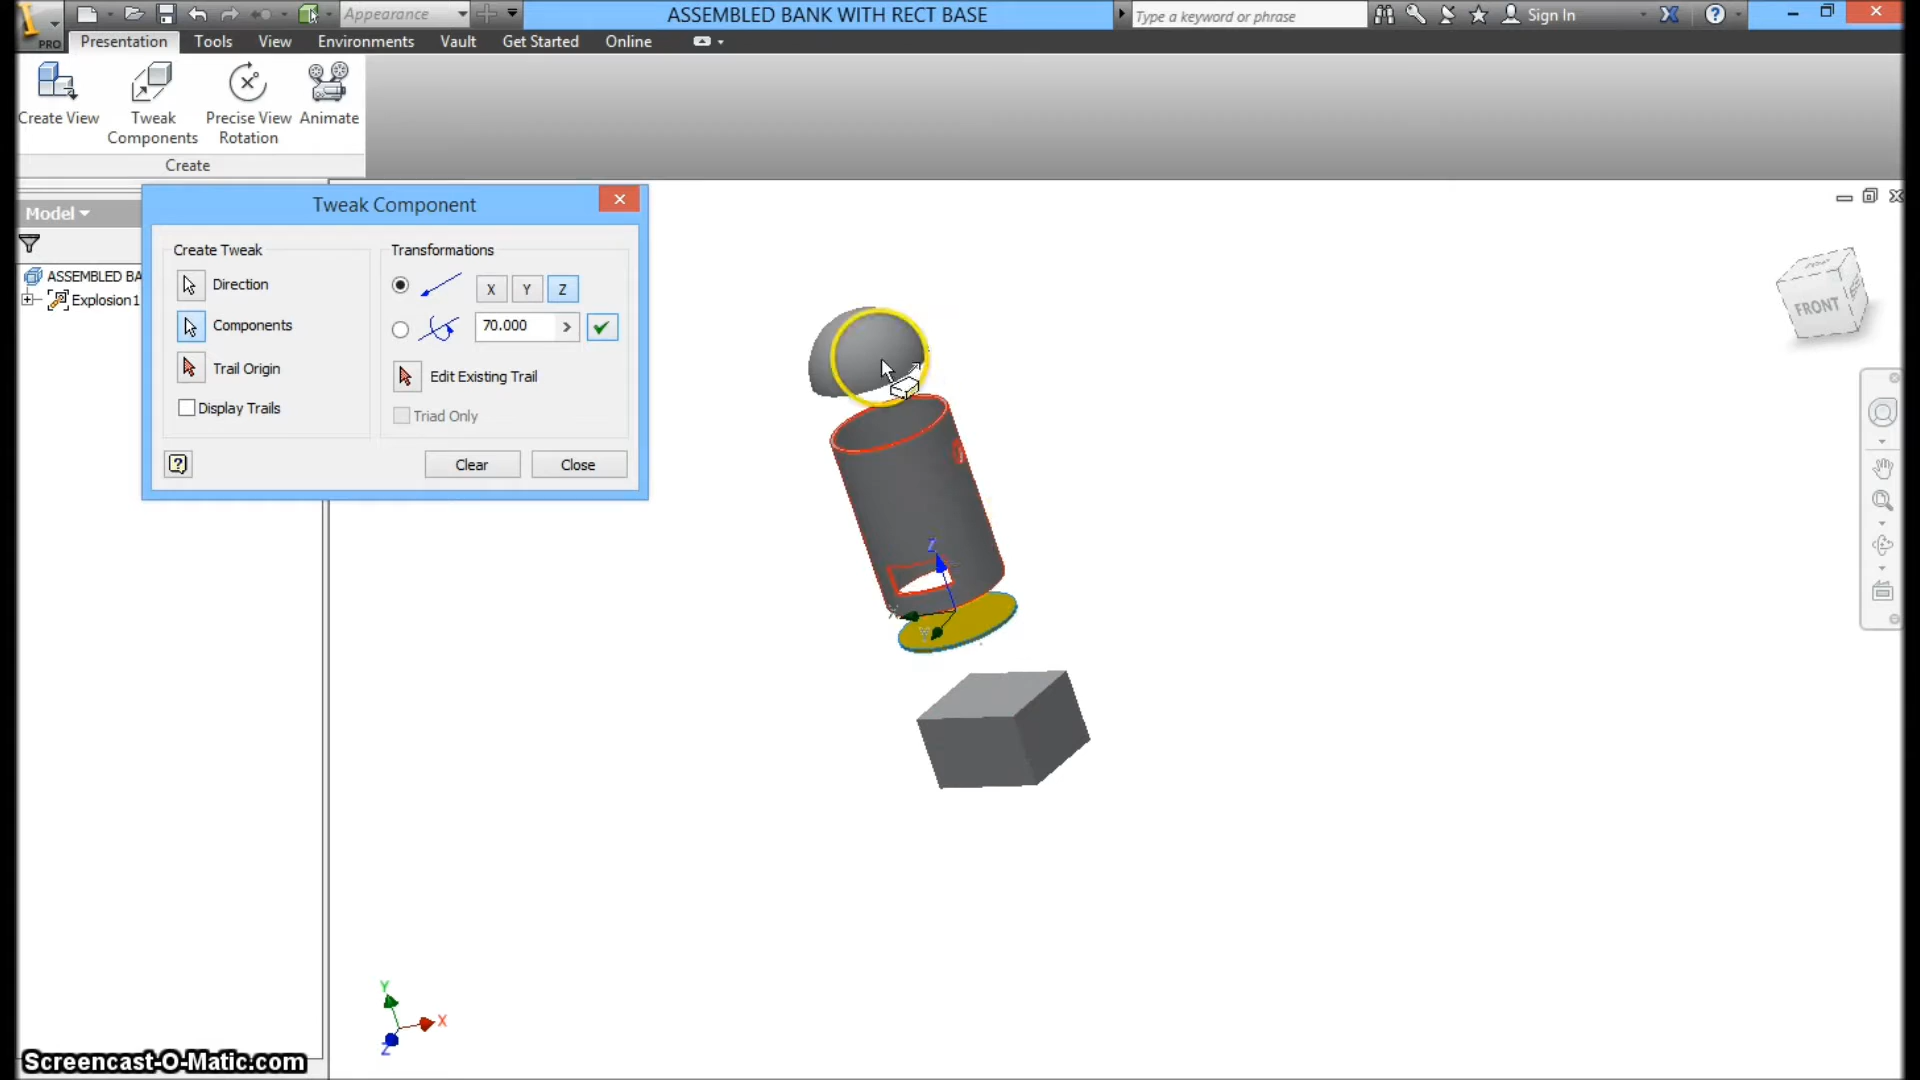 Appearance
ASSEMBLED BANK WITH RECT BASE
Type a keyword or phrase
Sign In
PRO
Presentation
Tools
View
Environments
Vault
Get Started
Online
Create View
Tweak Components
Precise View Rotation
Animate
Create
Model
ASSEMBLED BA
Explosion1
Tweak Component
Create Tweak
Direction
Components
Trail Origin
Display Trails
Transformations
X Y Z
70.000
Edit Existing Trail
Triad Only
Clear
Close
FRONT
Z
Y
X
Z
Screencast-O-Matic.com